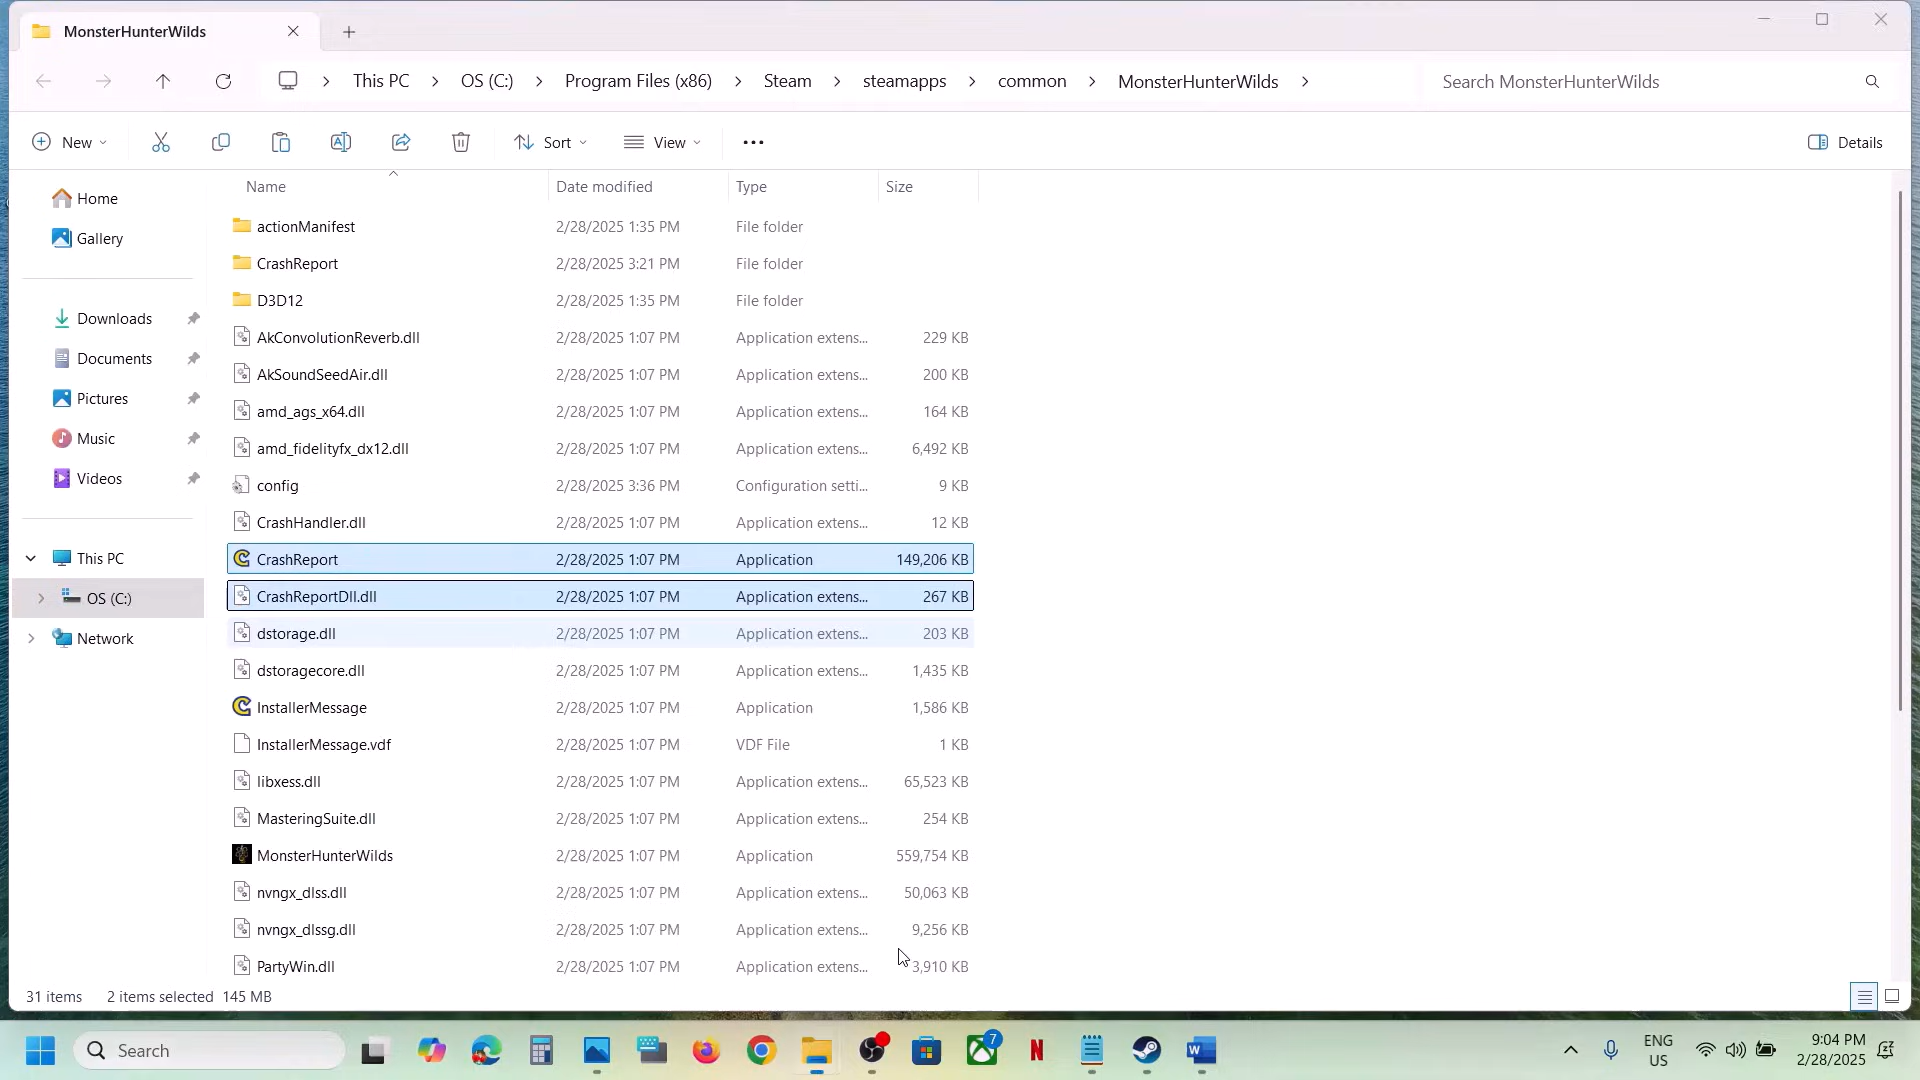 MonsterHunterWilds
This PC > OS (C:) > Program Files (x86) > Steam > steamapps > common > MonsterHunterWilds >
Search MonsterHunterWilds
New
Sort
View
Details
Name Date modified Type Size
Home
Gallery
Downloads
Documents
Pictures
Music
Videos
This PC
OS (C:)
Network
actionManifest 2/28/2025 1:35 PM File folder
CrashReport 2/28/2025 3:21 PM File folder
D3D12 2/28/2025 1:35 PM File folder
AkConvolutionReverb.dll 2/28/2025 1:07 PM Application extens... 229 KB
AkSoundSeedAir.dll 2/28/2025 1:07 PM Application extens... 200 KB
amd_ags_x64.dll 2/28/2025 1:07 PM Application extens... 164 KB
amd_fidelityfx_dx12.dll 2/28/2025 1:07 PM Application extens... 6,492 KB
config 2/28/2025 3:36 PM Configuration setti... 9 KB
CrashHandler.dll 2/28/2025 1:07 PM Application extens... 12 KB
CrashReport 2/28/2025 1:07 PM Application 149,206 KB
CrashReportDll.dll 2/28/2025 1:07 PM Application extens... 267 KB
dstorage.dll 2/28/2025 1:07 PM Application extens... 203 KB
dstoragecore.dll 2/28/2025 1:07 PM Application extens... 1,435 KB
InstallerMessage 2/28/2025 1:07 PM Application 1,586 KB
InstallerMessage.vdf 2/28/2025 1:07 PM VDF File 1 KB
libxess.dll 2/28/2025 1:07 PM Application extens... 65,523 KB
MasteringSuite.dll 2/28/2025 1:07 PM Application extens... 254 KB
MonsterHunterWilds 2/28/2025 1:07 PM Application 559,754 KB
nvngx_dlss.dll 2/28/2025 1:07 PM Application extens... 50,063 KB
nvngx_dlssg.dll 2/28/2025 1:07 PM Application extens... 9,256 KB
PartyWin.dll 2/28/2025 1:07 PM Application extens... 3,910 KB
31 items 2 items selected 145 MB
Search
7
ENG
US
9:04 PM
2/28/2025